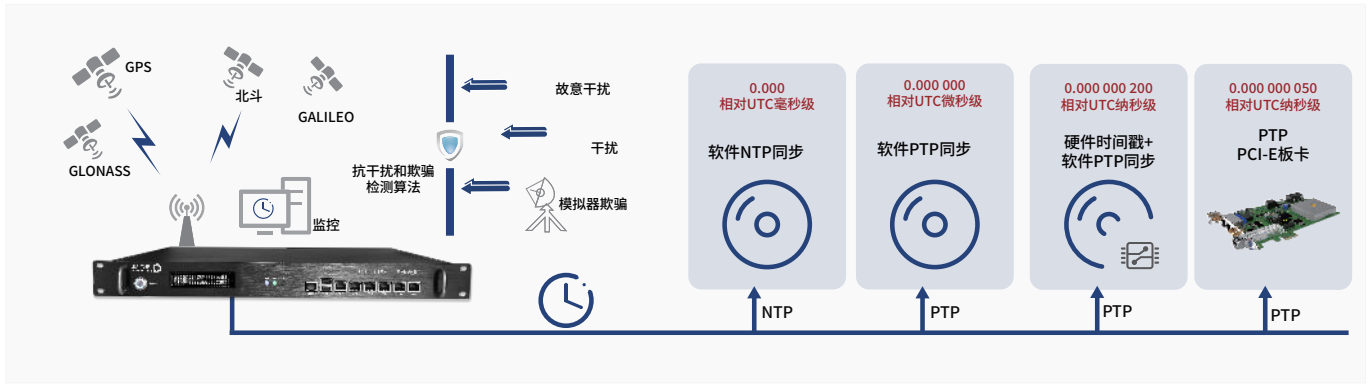 GPS
北斗
GALILEO
GLONASS
监控
抗干扰和欺骗
检测算法
故意干扰
干扰
模拟器欺骗
0.000
相对UTC毫秒级
软件NTP同步
NTP
0.000 000
相对UTC微秒级
软件PTP同步
PTP
0.000 000 200
相对UTC纳秒级
硬件时间戳+
软件PTP同步
PTP
0.000 000 050
相对UTC纳秒级
PTP
PCI-E板卡
PTP